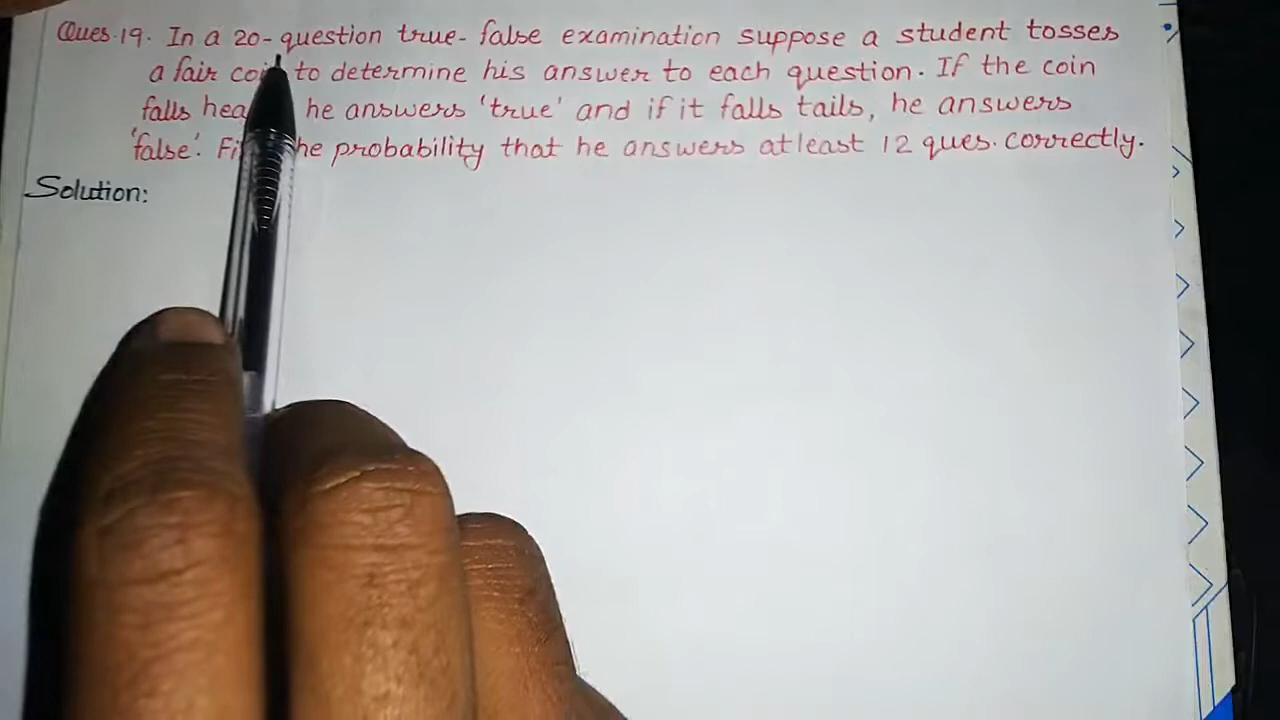 Ques.19. In a 20-question true-false examination suppose a student tosses
a fair to determine his answer to each question. If the coin
falls he answers 'true' and if it falls tails, he answers
'false'. probability that he answers atleast 12 ques. correctly.
Solution: